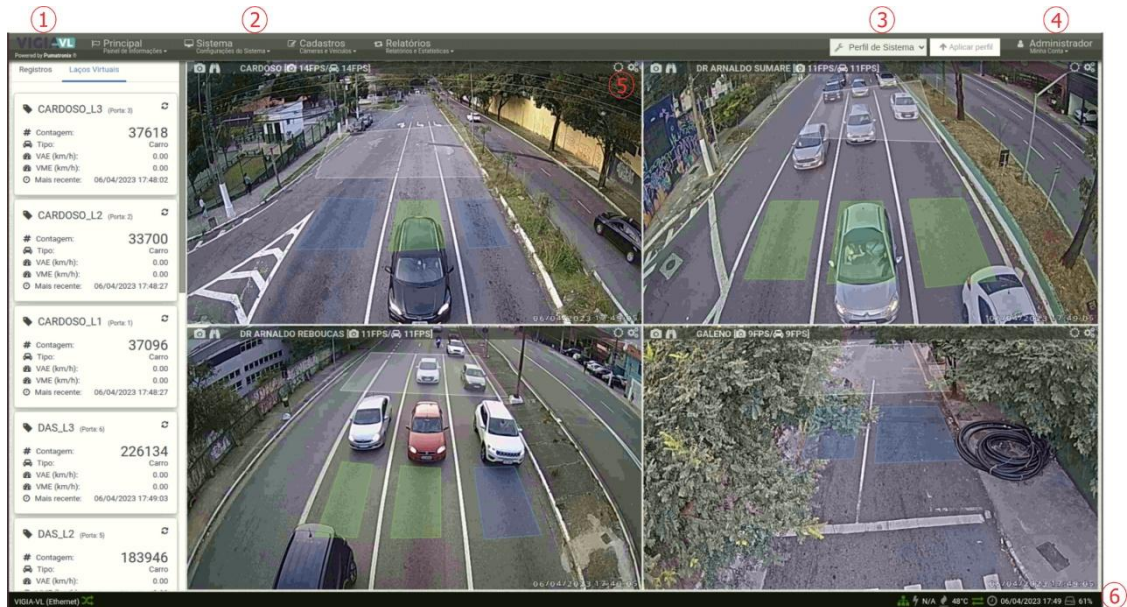 1
2
3
4
VIGIA-VL
Powered by Pumatronix ®
Principal
Painel de Informações
Sistema
Configurações do Sistema
Cadastros
Câmeras e Veículos
Relatórios
Relatórios e Estatísticas
Perfil de Sistema
Aplicar perfil
Administrador
Minha Conta
Registros
Laços Virtuais
CARDOSO_L3 (Porta: 3)
# Contagem: 37618
Tipo: Carro
VAE (km/h): 0.00
VME (km/h): 0.00
Mais recente: 06/04/2023 17:48:02
CARDOSO_L2 (Porta: 2)
# Contagem: 33700
Tipo: Carro
VAE (km/h): 0.00
VME (km/h): 0.00
Mais recente: 06/04/2023 17:48:27
CARDOSO_L1 (Porta: 1)
# Contagem: 37096
Tipo: Carro
VAE (km/h): 0.00
VME (km/h): 0.00
Mais recente: 06/04/2023 17:48:27
DAS_L3 (Porta: 6)
# Contagem: 226134
Tipo: Carro
VAE (km/h): 0.00
VME (km/h): 0.00
Mais recente: 06/04/2023 17:49:03
DAS_L2 (Porta: 5)
# Contagem: 183946
Tipo: Carro
VAE (km/h): 0.00
CARDOSO [14FPS/14FPS]
5
DR ARNALDO SUMARE [11FPS/11FPS]
DR ARNALDO REBOUCAS [11FPS/11FPS]
GALENO [9FPS/9FPS]
06/04/2023
VIGIA-VL (Ethernet)
N/A 48°C 06/04/2023 17:49 61%
6